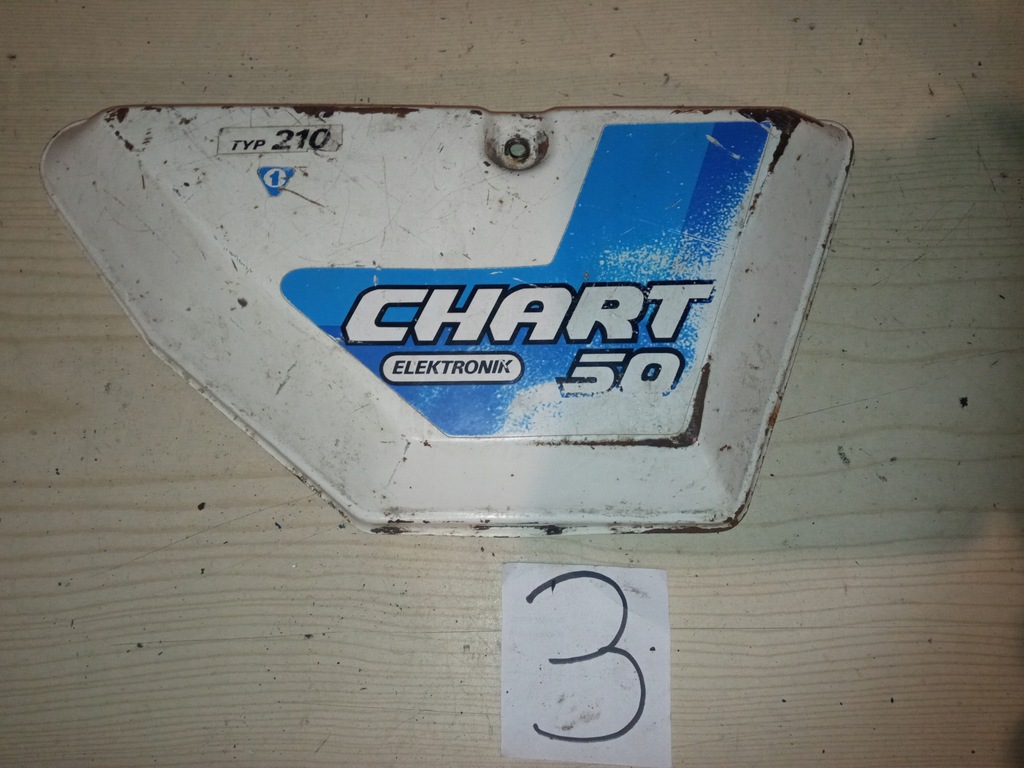 TYP 210
1
CHART
ELEKTRONIK 50
3